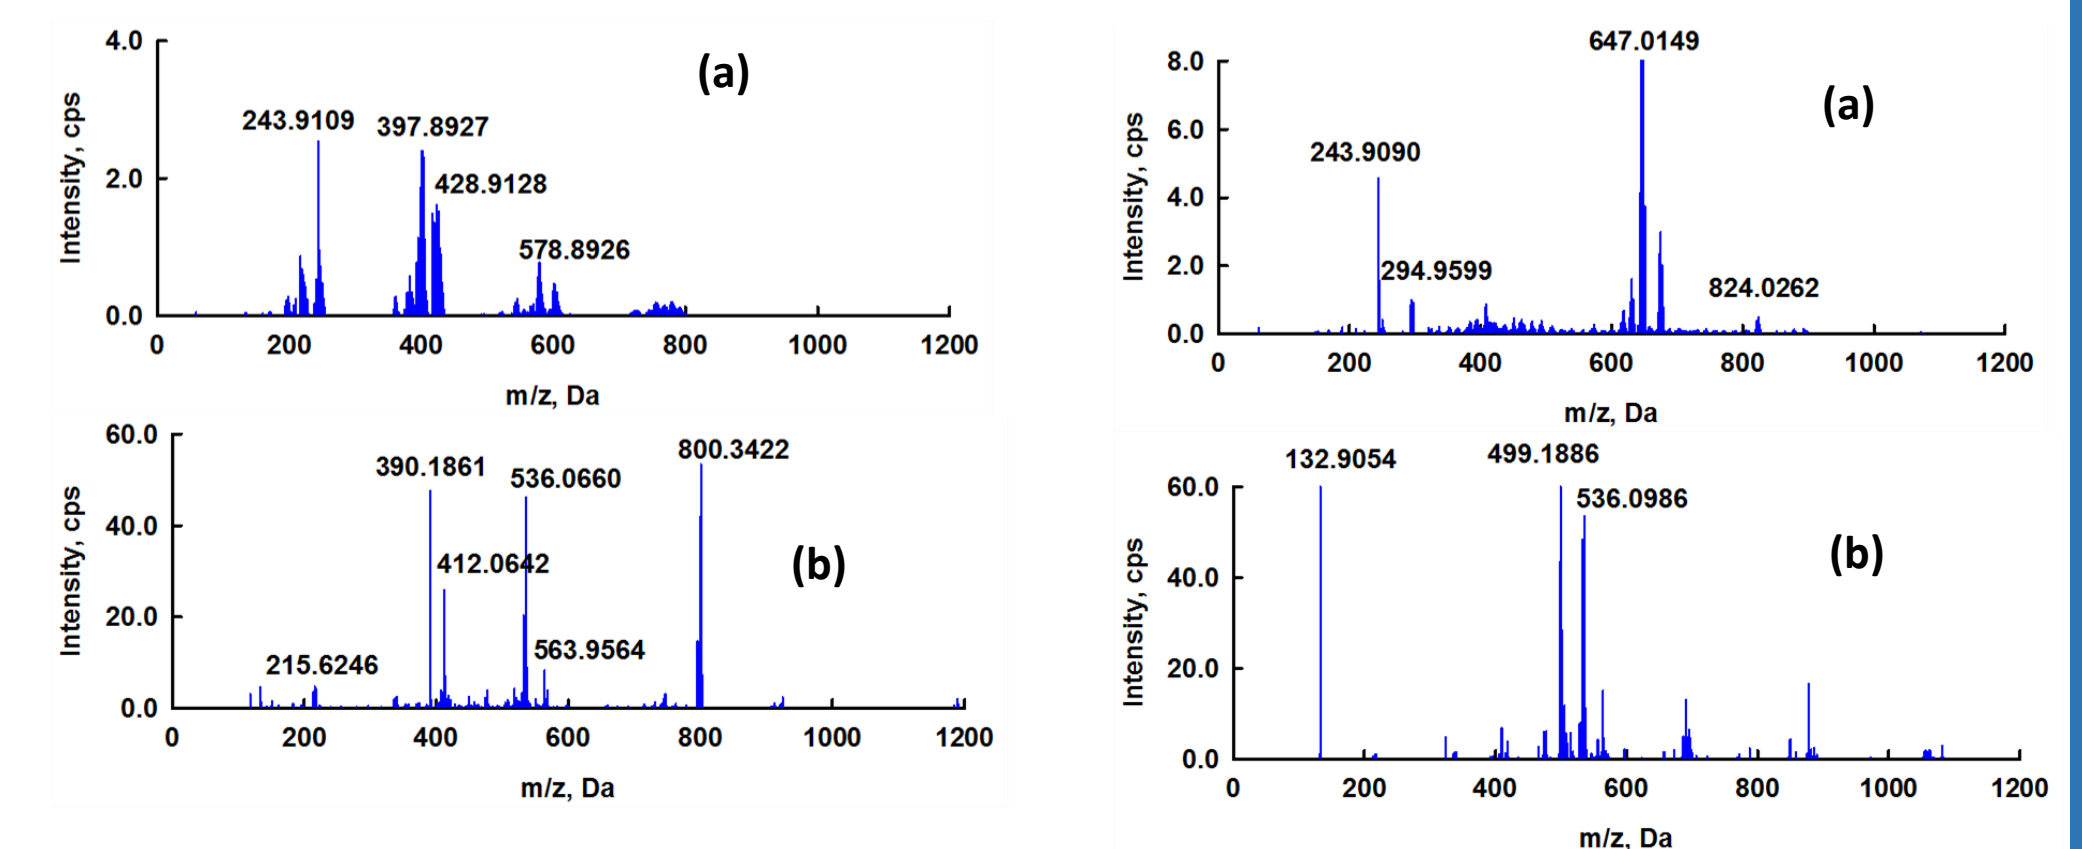 4.0
(a)
243.9109
397.8927
2.0
428.9128
578.8926
0.0
0 200 400 600 800 1000 1200
Intensity, cps
m/z, Da
60.0
800.3422
390.1861
536.0660
40.0
412.0642
(b)
20.0
563.9564
215.6246
0.0
0 200 400 600 800 1000 1200
Intensity, cps
m/z, Da
647.0149
8.0
(a)
6.0
243.9090
4.0
2.0
294.9599
824.0262
0.0
0 200 400 600 800 1000 1200
Intensity, cps
m/z, Da
132.9054
499.1886
60.0
536.0986
(b)
40.0
20.0
0.0
0 200 400 600 800 1000 1200
Intensity, cps
m/z, Da